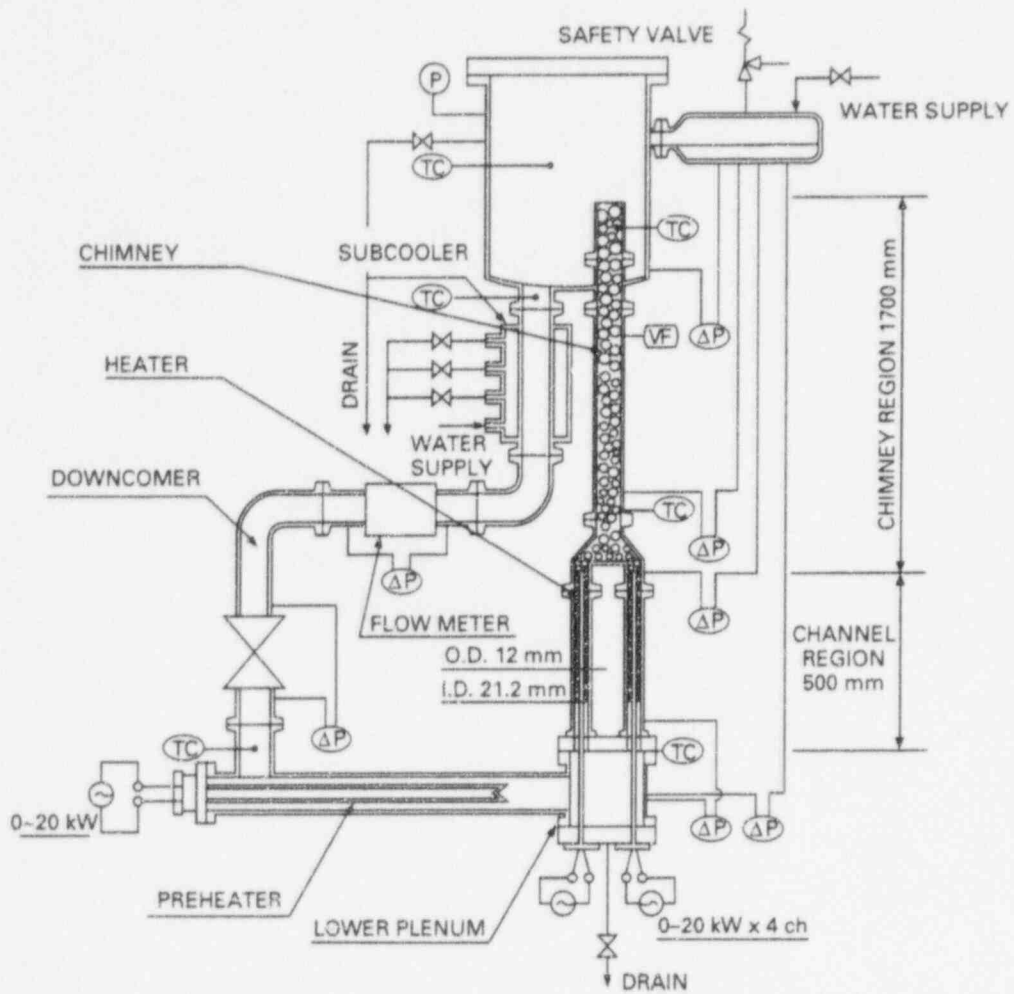 SAFETY VALVE
P
WATER SUPPLY
TC
TC
SUBCOOLER
CHIMNEY
TC
VF
ΔP
HEATER
DRAIN
WATER
SUPPLY
CHIMNEY REGION 1700 mm
DOWNCOMER
TC
ΔP
ΔP
ΔP
FLOW METER
O.D. 12 mm
I.D. 21.2 mm
CHANNEL
REGION
500 mm
ΔP
TC
TC
0~20 kW
ΔP
ΔP
PREHEATER
LOWER PLENUM
0~20 kW x 4 ch
DRAIN